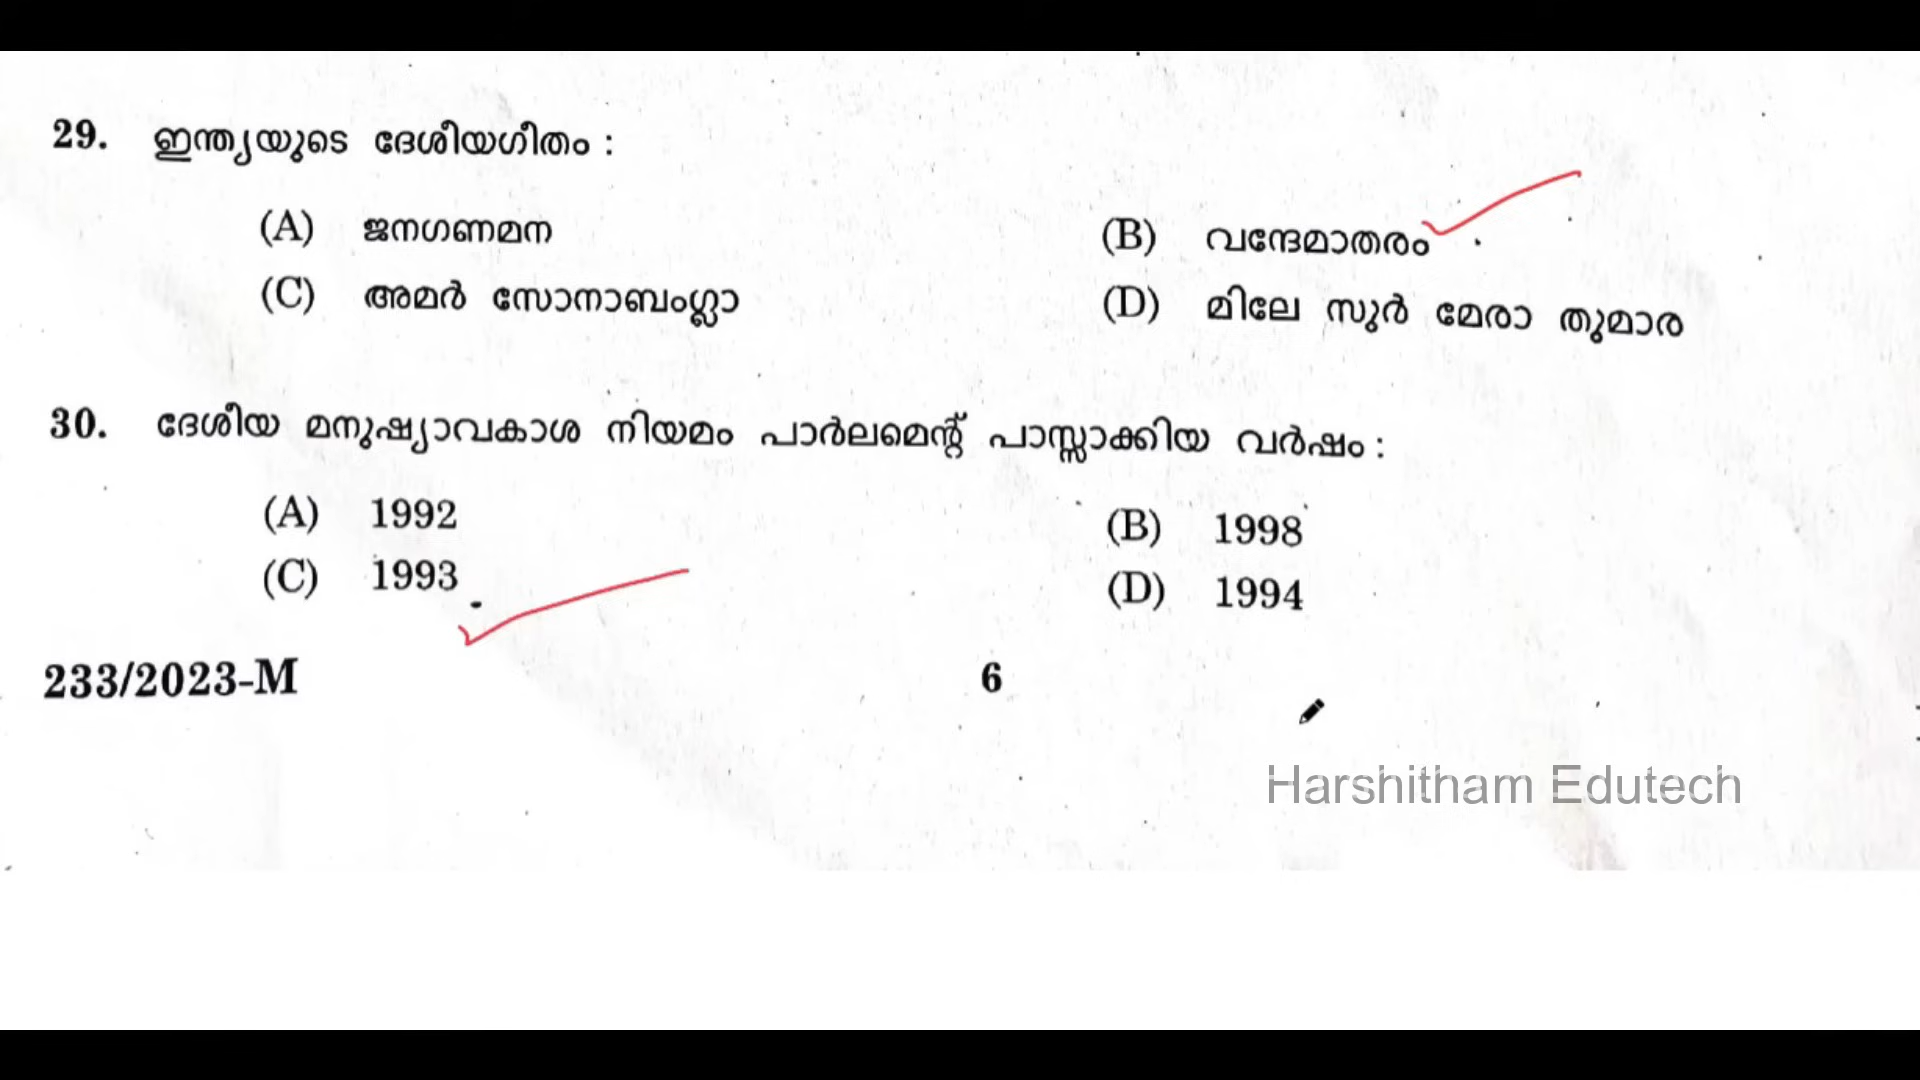 29. ഇന്ത്യയുടെ ദേശീയഗീതം :
(A) ജനഗണമന (B) വന്ദേമാതരം
(C) അമർ സോനാബംഗ്ലാ (D) മിലേ സുർ മേരാ തുമാര
30. ദേശീയ മനുഷ്യാവകാശ നിയമം പാർലമെന്റ് പാസ്സാക്കിയ വർഷം :
(A) 1992 (B) 1998
(C) 1993 (D) 1994
233/2023-M 6
Harshitham Edutech